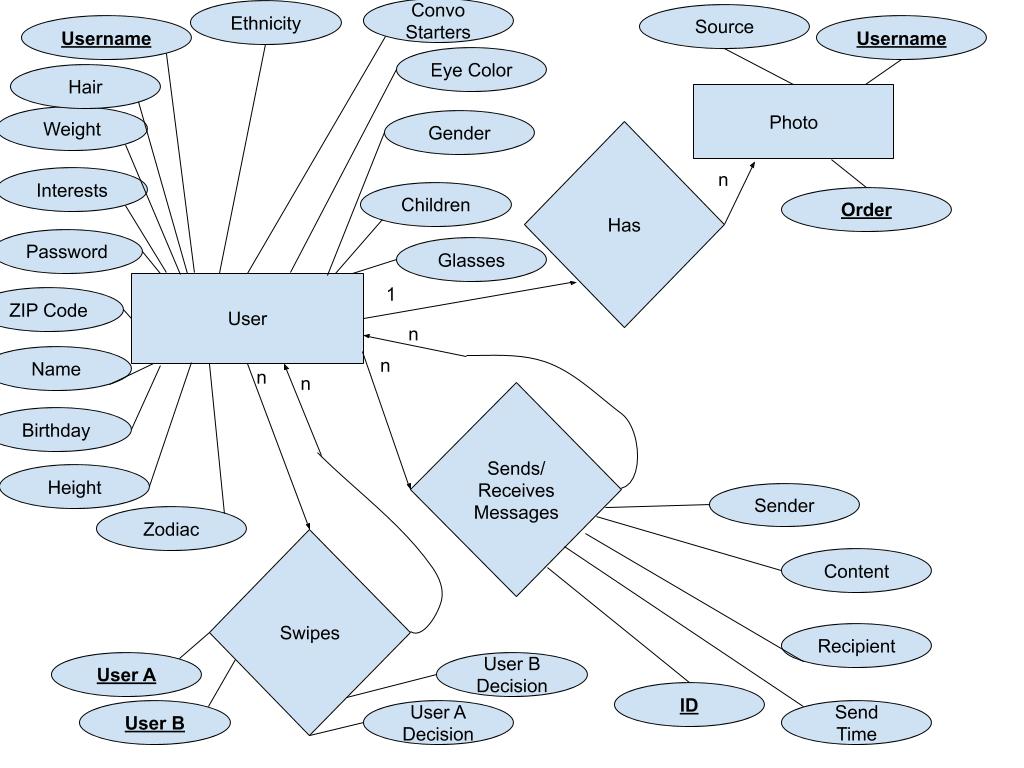 Username
Ethnicity
Convo
Starters
Source
Username
Hair
Eye Color
Weight
Gender
Photo
Interests
Children
n
Order
Has
Password
Glasses
ZIP Code
User
1
n
Name
n
n
n
Birthday
Height
Sends/
Receives
Messages
Zodiac
Sender
Content
Swipes
Recipient
User A
User B
Decision
User B
User A
Decision
ID
Send
Time